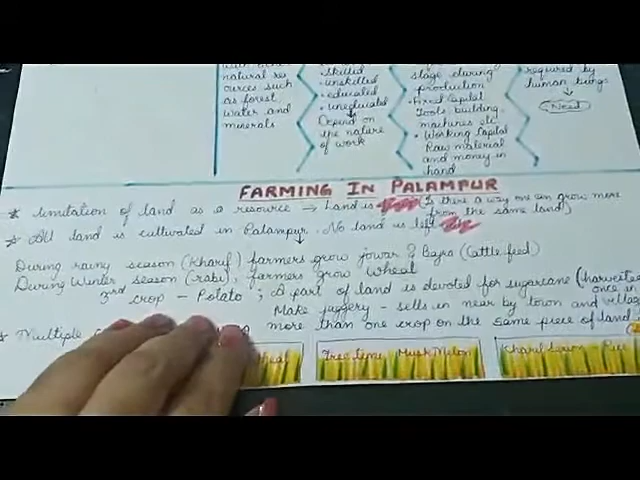 natural res
ources such
as forest,
water and
minerals
skilled
• unskilled
• educated
• uneducated
Depend on
the nature
of work
stage during
production
• Fixed Capital
Tools, building,
machines etc
• Working Capital
Raw material
and money in
hand
required by
human beings
Need
FARMING IN PALAMPUR
* limitation of land as a resource → Land is (Is there a way one can grow more
from the same land)
* All land is cultivated in Palampur. No land is left
During rainy season (kharif) farmers grow jowar & Bajra (cattle feed)
During Winter season (rabi), farmers grow wheat
3rd crop - Potato ; A part of land is devoted for sugarcane (harvested
once in
Make jaggery - sells in near by town and village
* Multiple more than one crop on the same piece of land
Free time Musk Melon
Kharif